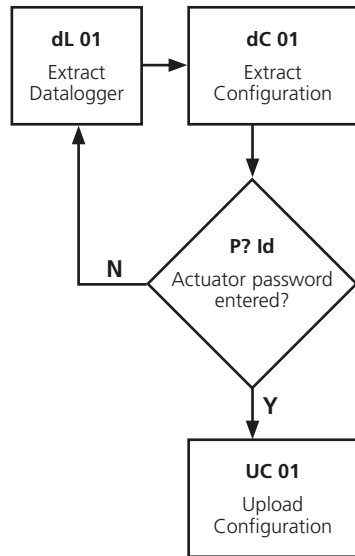 dL 01
Extract
Datalogger
dC 01
Extract
Configuration
P? Id
Actuator password
entered?
N
Y
UC 01
Upload
Configuration